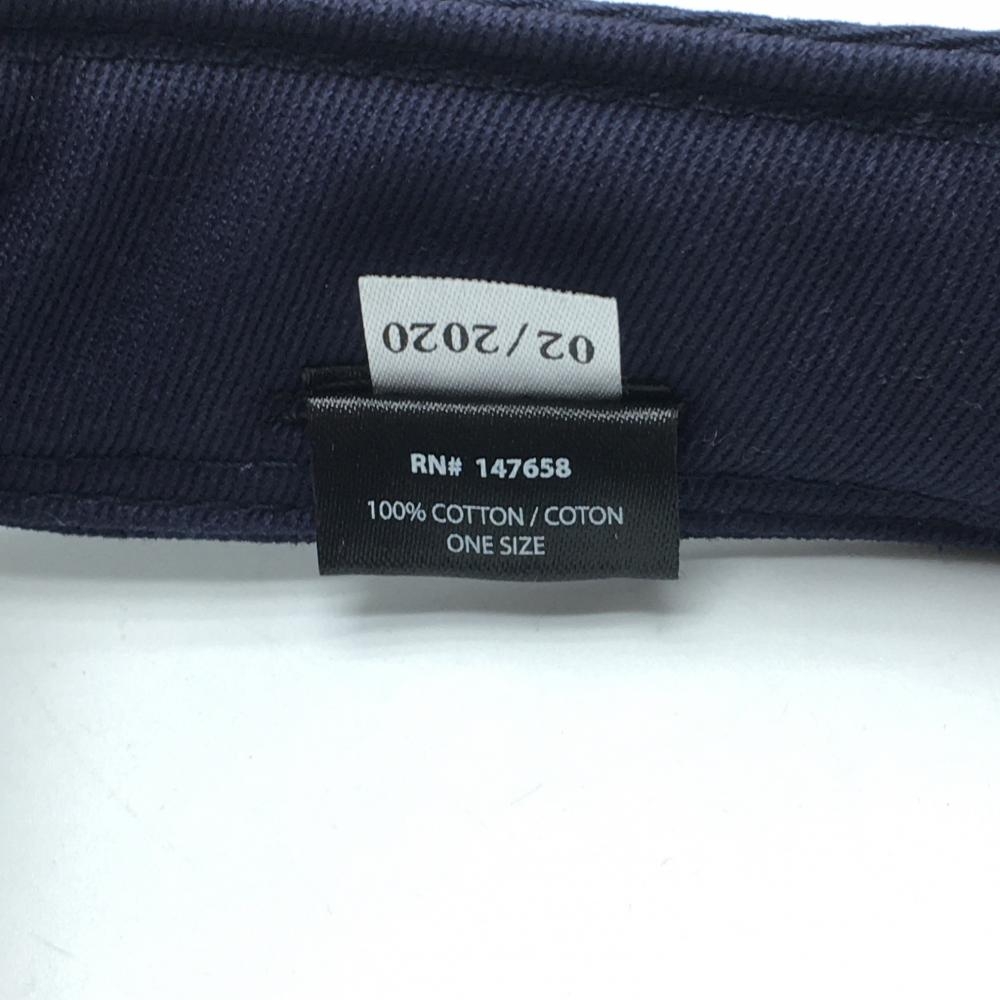 02/2020
RN# 147658
100% COTTON / COTON
ONE SIZE